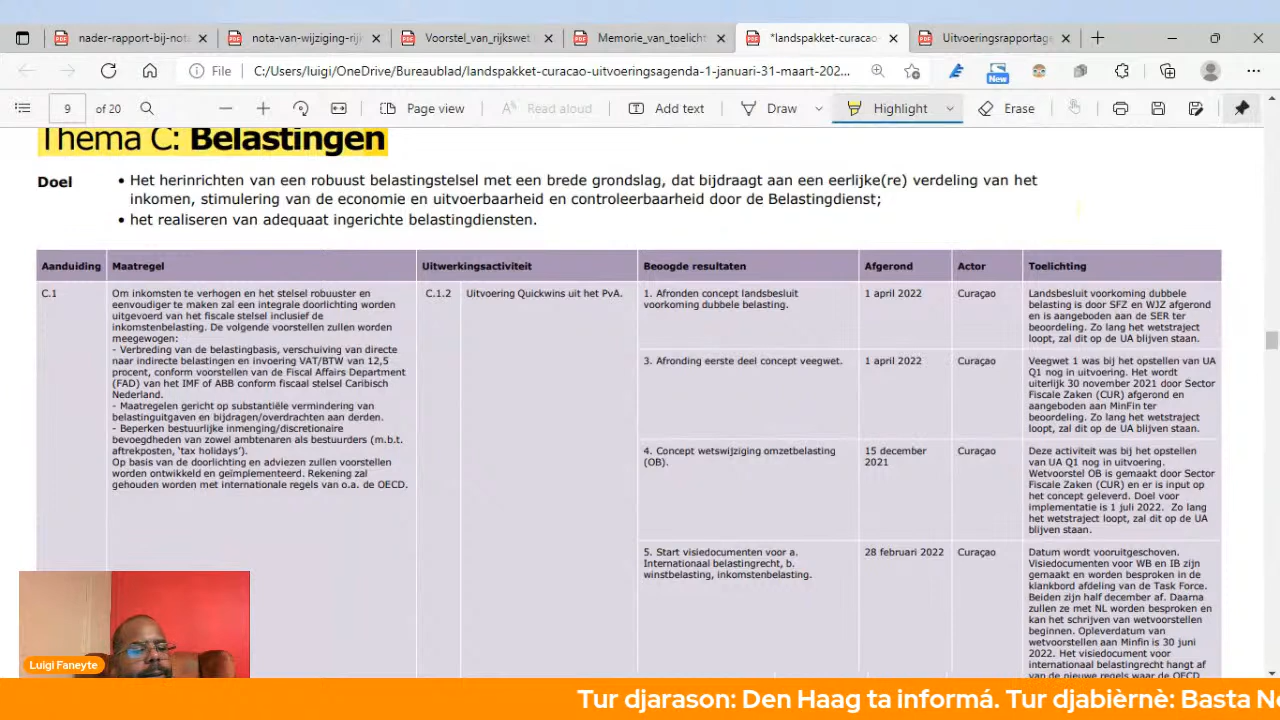 nader-rapport-bij-not
nota-van-wijziging-rij
Voorstel_van_rijkswet
Memorie_van_toelich
*landspakket-curacao-
Uitvoeringsrapportag
File
C:/Users/luigi/OneDrive/Bureaublad/landspakket-curacao-uitvoeringsagenda-1-januari-31-maart-202...
New
9
of 20
Page view
Read aloud
Add text
Draw
Highlight
Erase
Thema C: Belastingen
Doel
• Het herinrichten van een robuust belastingstelsel met een brede grondslag, dat bijdraagt aan een eerlijke(re) verdeling van het
inkomen, stimulering van de economie en uitvoerbaarheid en controleerbaarheid door de Belastingdienst;
• het realiseren van adequaat ingerichte belastingdiensten.
Aanduiding
Maatregel
Uitwerkingsactiviteit
Beoogde resultaten
Afgerond
Actor
Toelichting
C.1
Om inkomsten te verhogen en het stelsel robuuster en
eenvoudiger te maken zal een integrale doorlichting worden
uitgevoerd van het fiscale stelsel inclusief de
inkomstenbelasting. De volgende voorstellen zullen worden
meegewogen:
- Verbreding van de belastingbasis, verschuiving van directe
naar indirecte belastingen en invoering VAT/BTW van 12,5
procent, conform voorstellen van de Fiscal Affairs Department
(FAD) van het IMF of ABB conform fiscaal stelsel Caribisch
Nederland.
- Maatregelen gericht op substantiële vermindering van
belastinguitgaven en bijdragen/overdrachten aan derden.
- Beperken bestuurlijke inmenging/discretionaire
bevoegdheden van zowel ambtenaren als bestuurders (m.b.t.
aftrekposten, 'tax holidays').
Op basis van de doorlichting en adviezen zullen voorstellen
worden ontwikkeld en geïmplementeerd. Rekening zal
gehouden worden met internationale regels van o.a. de OECD.
C.1.2
Uitvoering Quickwins uit het PvA.
1. Afronden concept landsbesluit
voorkoming dubbele belasting.
1 april 2022
Curaçao
Landsbesluit voorkoming dubbele
belasting is door SFZ en WJZ afgerond
en is aangeboden aan de SER ter
beoordeling. Zo lang het wetstraject
loopt, zal dit op de UA blijven staan.
3. Afronding eerste deel concept veegwet.
1 april 2022
Curaçao
Veegwet 1 was bij het opstellen van UA
Q1 nog in uitvoering. Het wordt
uiterlijk 30 november 2021 door Sector
Fiscale Zaken (CUR) afgerond en
aangeboden aan MinFin ter
beoordeling. Zo lang het wetstraject
loopt, zal dit op de UA blijven staan.
4. Concept wetswijziging omzetbelasting
(OB).
15 december
2021
Curaçao
Deze activiteit was bij het opstellen
van UA Q1 nog in uitvoering.
Wetvoorstel OB is gemaakt door Sector
Fiscale Zaken (CUR) en er is input op
het concept geleverd. Doel voor
implementatie is 1 juli 2022. Zo lang
het wetstraject loopt, zal dit op de UA
blijven staan.
5. Start visiedocumenten voor a.
Internationaal belastingrecht, b.
winstbelasting, inkomstenbelasting.
28 februari 2022
Curaçao
Datum wordt vooruitgeschoven.
Visiedocumenten voor WB en IB zijn
gemaakt en worden besproken in de
klankbord afdeling van de Task Force.
Beiden zijn half december af. Daarna
zullen ze met NL worden besproken en
kan het schrijven van wetvoorstellen
beginnen. Opleverdatum van
wetvoorstellen aan Minfin is 30 juni
2022. Het visiedocument voor
internationaal belastingrecht hangt af
van de nieuwe regels waar de OECD
Luigi Faneyte
Tur djarason: Den Haag ta informá. Tur djabièrnè: Basta N